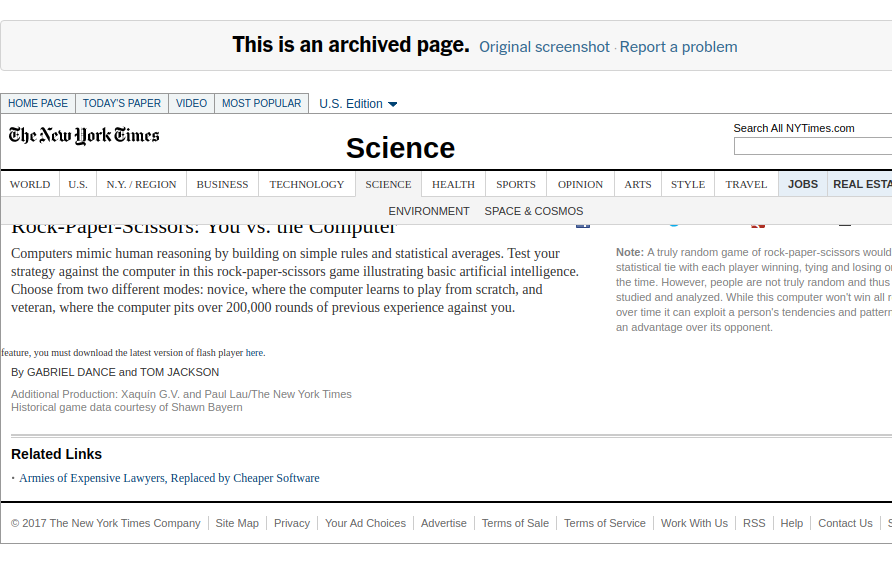 This is an archived page. Original screenshot · Report a problem
HOME PAGE TODAY'S PAPER VIDEO MOST POPULAR U.S. Edition
Search All NYTimes.com
The New York Times
Science
WORLD U.S. N.Y. / REGION BUSINESS TECHNOLOGY SCIENCE HEALTH SPORTS OPINION ARTS STYLE TRAVEL JOBS REAL ESTA
ENVIRONMENT SPACE & COSMOS
Rock-Paper-Scissors: You vs. the Computer
Computers mimic human reasoning by building on simple rules and statistical averages. Test your
strategy against the computer in this rock-paper-scissors game illustrating basic artificial intelligence.
Choose from two different modes: novice, where the computer learns to play from scratch, and
veteran, where the computer pits over 200,000 rounds of previous experience against you.
Note: A truly random game of rock-paper-scissors would
statistical tie with each player winning, tying and losing o
the time. However, people are not truly random and thus
studied and analyzed. While this computer won't win all r
over time it can exploit a person's tendencies and pattern
an advantage over its opponent.
feature, you must download the latest version of flash player here.
By GABRIEL DANCE and TOM JACKSON
Additional Production: Xaquín G.V. and Paul Lau/The New York Times
Historical game data courtesy of Shawn Bayern
Related Links
· Armies of Expensive Lawyers, Replaced by Cheaper Software
© 2017 The New York Times Company Site Map Privacy Your Ad Choices Advertise Terms of Sale Terms of Service Work With Us RSS Help Contact Us